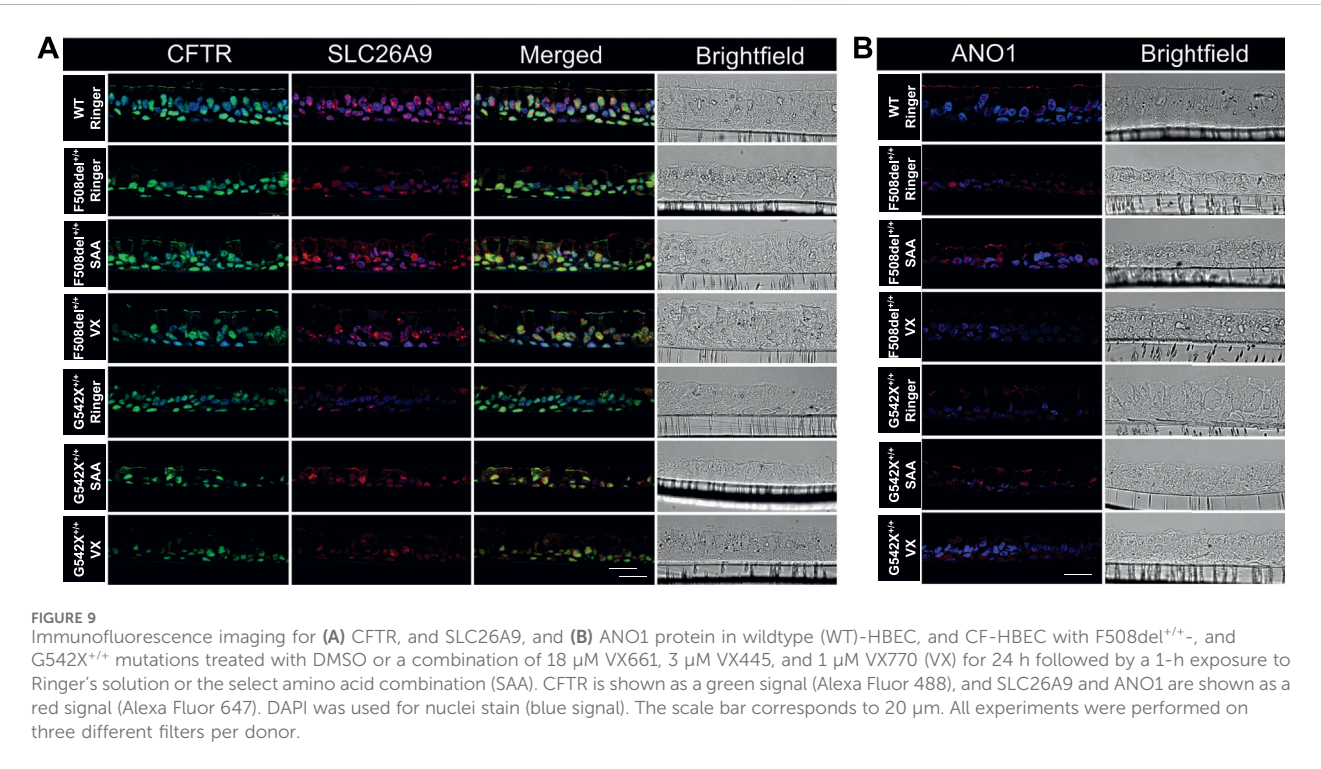 A
CFTR SLC26A9 Merged Brightfield
WT
Ringer
F508del+/+
Ringer
F508del+/+
SAA
F508del+/+
VX
G542X+/+
Ringer
G542X+/+
SAA
G542X+/+
VX
B
ANO1 Brightfield
WT
Ringer
F508del+/+
Ringer
F508del+/+
SAA
F508del+/+
VX
G542X+/+
Ringer
G542X+/+
SAA
G542X+/+
VX
FIGURE 9
Immunofluorescence imaging for (A) CFTR, and SLC26A9, and (B) ANO1 protein in wildtype (WT)-HBEC, and CF-HBEC with F508del+/+-, and
G542X+/+ mutations treated with DMSO or a combination of 18 μM VX661, 3 μM VX445, and 1 μM VX770 (VX) for 24 h followed by a 1-h exposure to
Ringer’s solution or the select amino acid combination (SAA). CFTR is shown as a green signal (Alexa Fluor 488), and SLC26A9 and ANO1 are shown as a
red signal (Alexa Fluor 647). DAPI was used for nuclei stain (blue signal). The scale bar corresponds to 20 μm. All experiments were performed on
three different filters per donor.